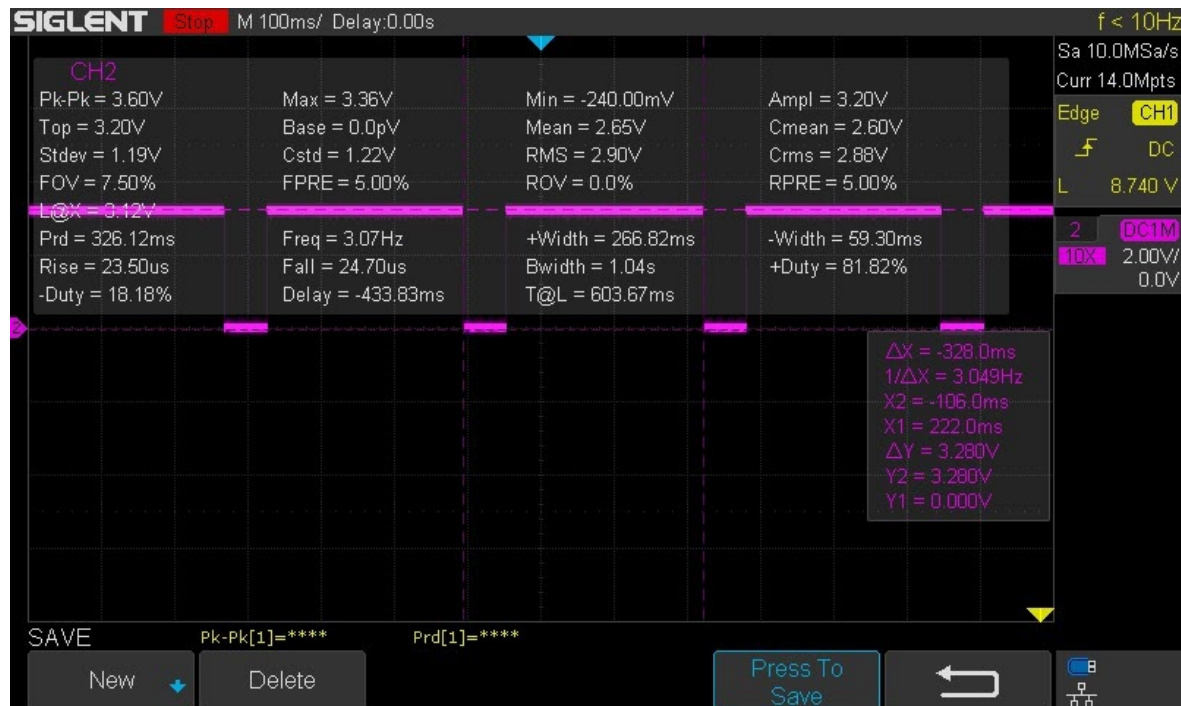 SIGLENT Stop M 100ms/ Delay:0.00s f < 10Hz
Sa 10.0MSa/s
Curr 14.0Mpts
Edge CH1
DC
L 8.740 V
2 DC1M
10X 2.00V/
0.0V
CH2
Pk-Pk = 3.60V Max = 3.36V Min = -240.00mV Ampl = 3.20V
Top = 3.20V Base = 0.0pV Mean = 2.65V Cmean = 2.60V
Stdev = 1.19V Cstd = 1.22V RMS = 2.90V Crms = 2.88V
FOV = 7.50% FPRE = 5.00% ROV = 0.0% RPRE = 5.00%
L@X = 3.12V
Prd = 326.12ms Freq = 3.07Hz +Width = 266.82ms -Width = 59.30ms
Rise = 23.50us Fall = 24.70us Bwidth = 1.04s +Duty = 81.82%
-Duty = 18.18% Delay = -433.83ms T@L = 603.67ms
2
△X = -328.0ms
1/△X = 3.049Hz
X2 = -106.0ms
X1 = 222.0ms
△Y = 3.280V
Y2 = 3.280V
Y1 = 0.000V
SAVE Pk-Pk[1]=**** Prd[1]=****
New Delete Press To
Save